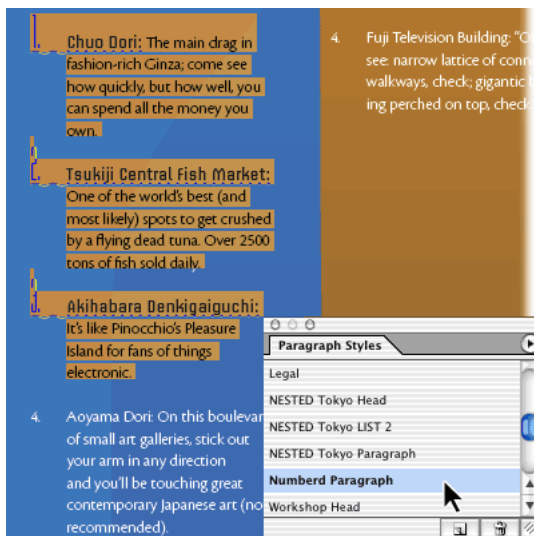 Chuo Dori: The main drag in
fashion-rich Ginza; come see
how quickly, but how well, you
can spend all the money you
own.
Tsukiji Central Fish Market:
One of the world's best (and
most likely) spots to get crushed
by a flying dead tuna. Over 2500
tons of fish sold daily.
Akihabara Denkigaiguchi:
It's like Pinocchio's Pleasure
Island for fans of things
electronic.
4. Aoyama Dori: On this boulevar
of small art galleries, stick out
your arm in any direction
and you'll be touching great
contemporary Japanese art (no
recommended).
4. Fuji Television Building: "O
see: narrow lattice of conn
walkways, check; gigantic
ing perched on top, check
Paragraph Styles
Legal
NESTED Tokyo Head
NESTED Tokyo LIST 2
NESTED Tokyo Paragraph
Numberd Paragraph
Workshop Head